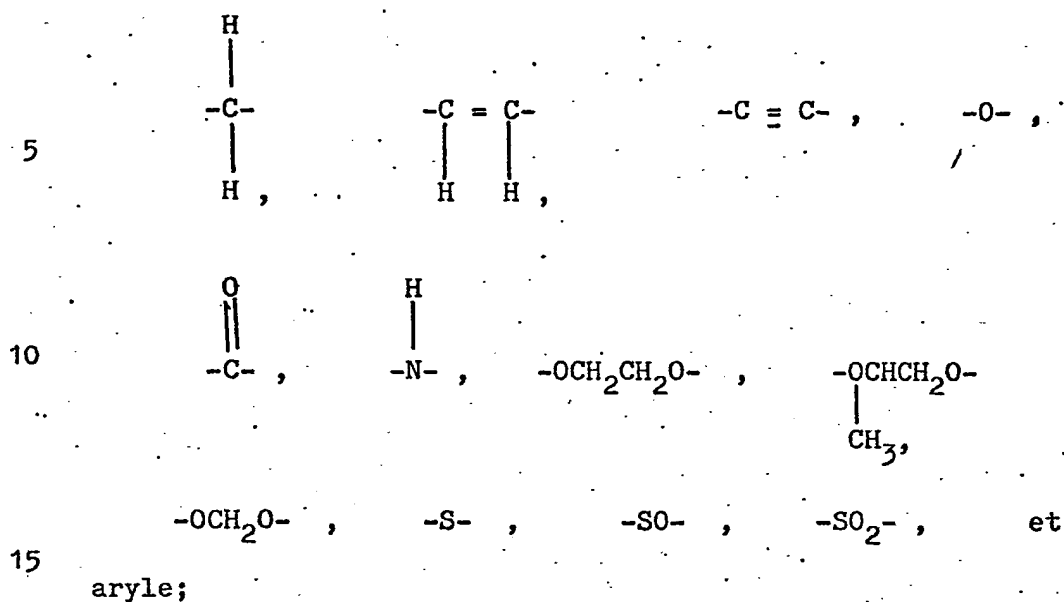 H H
-C- -C = C- -C ≡ C- , -O- ,
5
H , H H ,
O H
10
-C- , -N- , -OCH2CH2O- , -OCHCH2O-
CH3,
-OCH2O- , -S- , -SO- , -SO2- , et
15
aryle;